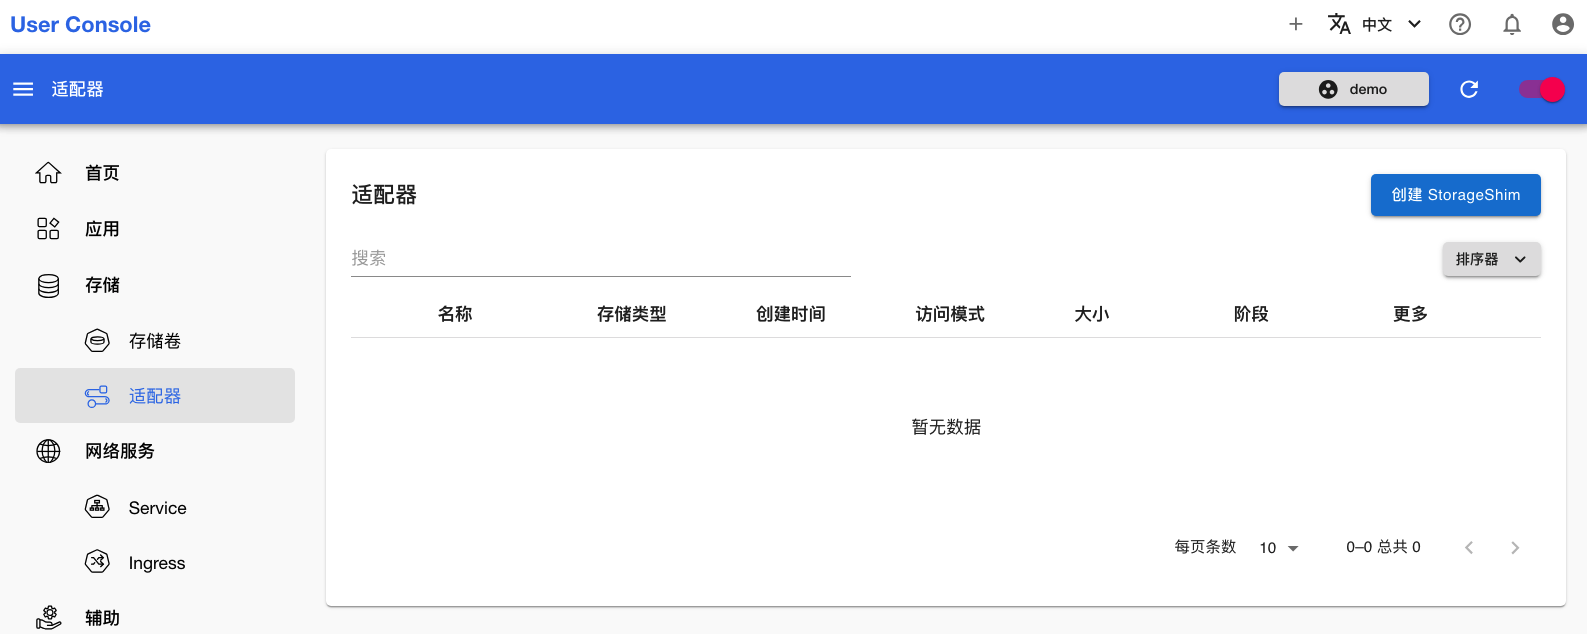 User Console
中文
适配器
demo
首页
应用
存储
存储卷
适配器
网络服务
Service
Ingress
辅助
适配器
创建 StorageShim
搜索
排序器
名称 存储类型 创建时间 访问模式 大小 阶段 更多
暂无数据
每页条数 10 0–0 总共 0